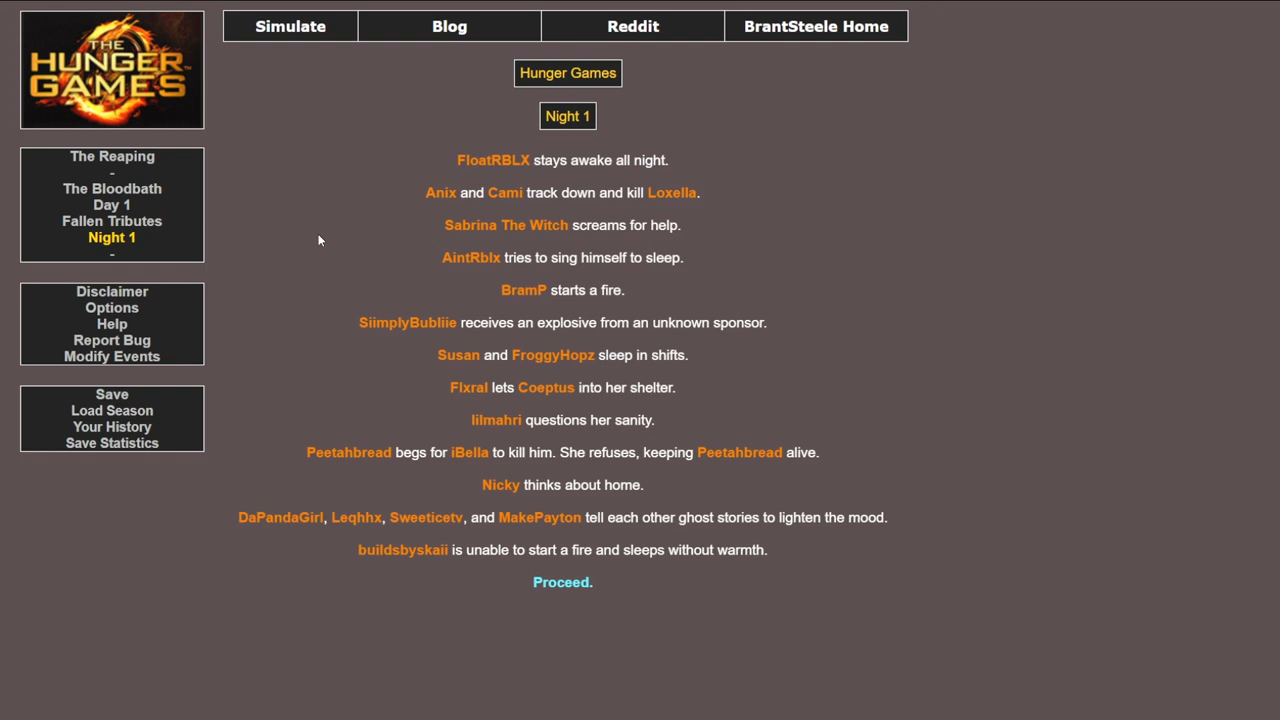 THE
HUNGER
GAMES
Simulate
Blog
Reddit
BrantSteele Home
Hunger Games
Night 1
The Reaping
-
The Bloodbath
Day 1
Fallen Tributes
Night 1
-
Disclaimer
Options
Help
Report Bug
Modify Events
Save
Load Season
Your History
Save Statistics
FloatRBLX stays awake all night.
Anix and Cami track down and kill Loxella.
Sabrina The Witch screams for help.
AintRblx tries to sing himself to sleep.
BramP starts a fire.
SiimplyBubliie receives an explosive from an unknown sponsor.
Susan and FroggyHopz sleep in shifts.
Flxral lets Coeptus into her shelter.
lilmahri questions her sanity.
Peetahbread begs for iBella to kill him. She refuses, keeping Peetahbread alive.
Nicky thinks about home.
DaPandaGirl, Leqhhx, Sweeticetv, and MakePayton tell each other ghost stories to lighten the mood.
buildsbyskaii is unable to start a fire and sleeps without warmth.
Proceed.